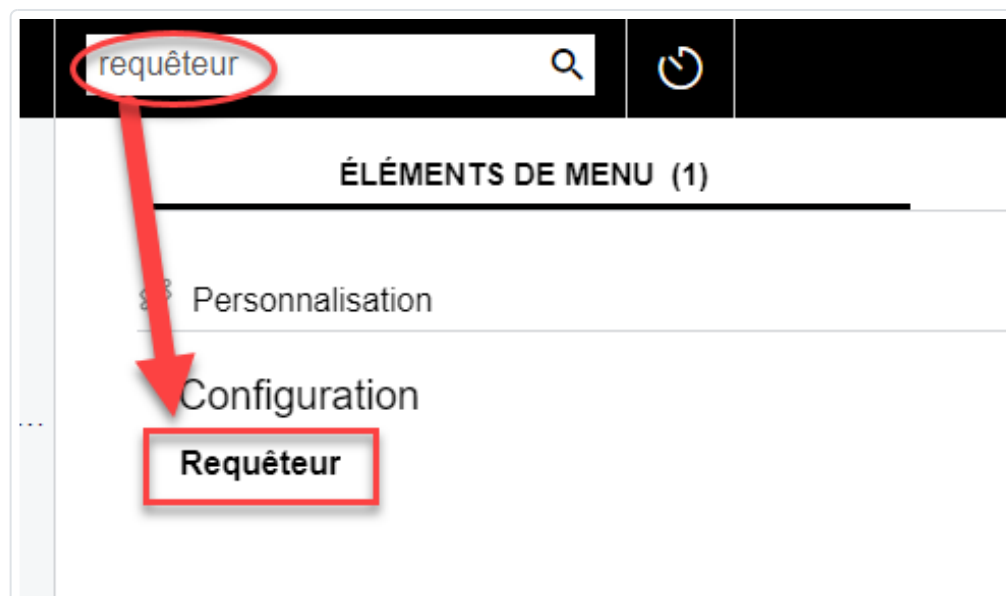 requêteur
ÉLÉMENTS DE MENU (1)
Personnalisation
Configuration
...
Requêteur